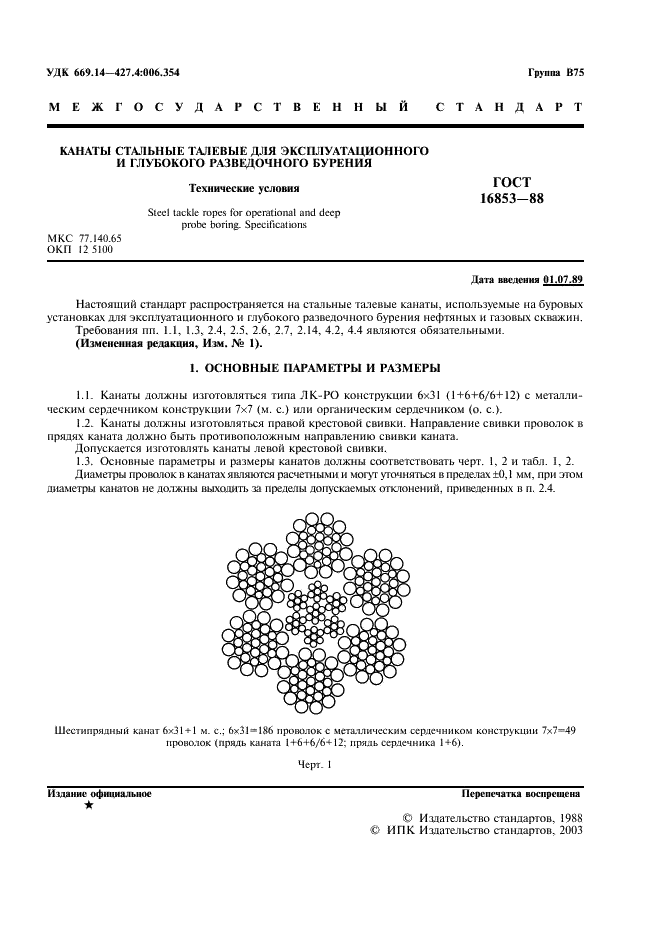 УДК 669.14—427.4:006.354 Группа В75
МЕЖГОСУДАРСТВЕННЫЙ СТАНДАРТ
КАНАТЫ СТАЛЬНЫЕ ТАЛЕВЫЕ ДЛЯ ЭКСПЛУАТАЦИОННОГО
И ГЛУБОКОГО РАЗВЕДОЧНОГО БУРЕНИЯ
Технические условия
Steel tackle ropes for operational and deep
probe boring. Specifications
ГОСТ
16853—88
МКС 77.140.65
ОКП 12 5100
Дата введения 01.07.89
Настоящий стандарт распространяется на стальные талевые канаты, используемые на буровых
установках для эксплуатационного и глубокого разведочного бурения нефтяных и газовых скважин.
Требования пп. 1.1, 1.3, 2.4, 2.5, 2.6, 2.7, 2.14, 4.2, 4.4 являются обязательными.
(Измененная редакция, Изм. № 1).
1. ОСНОВНЫЕ ПАРАМЕТРЫ И РАЗМЕРЫ
1.1. Канаты должны изготовляться типа ЛК-РО конструкции 6×31 (1+6+6/6+12) с металли-
ческим сердечником конструкции 7×7 (м. с.) или органическим сердечником (о. с.).
1.2. Канаты должны изготовляться правой крестовой свивки. Направление свивки проволок в
прядях каната должно быть противоположным направлению свивки каната.
Допускается изготовлять канаты левой крестовой свивки.
1.3. Основные параметры и размеры канатов должны соответствовать черт. 1, 2 и табл. 1, 2.
Диаметры проволок в канатах являются расчетными и могут уточняться в пределах ±0,1 мм, при этом
диаметры канатов не должны выходить за пределы допускаемых отклонений, приведенных в п. 2.4.
Шестипрядный канат 6×31+1 м. с.; 6×31=186 проволок с металлическим сердечником конструкции 7×7=49
проволок (прядь каната 1+6+6/6+12; прядь сердечника 1+6).
Черт. 1
Издание официальное Перепечатка воспрещена
★
© Издательство стандартов, 1988
© ИПК Издательство стандартов, 2003